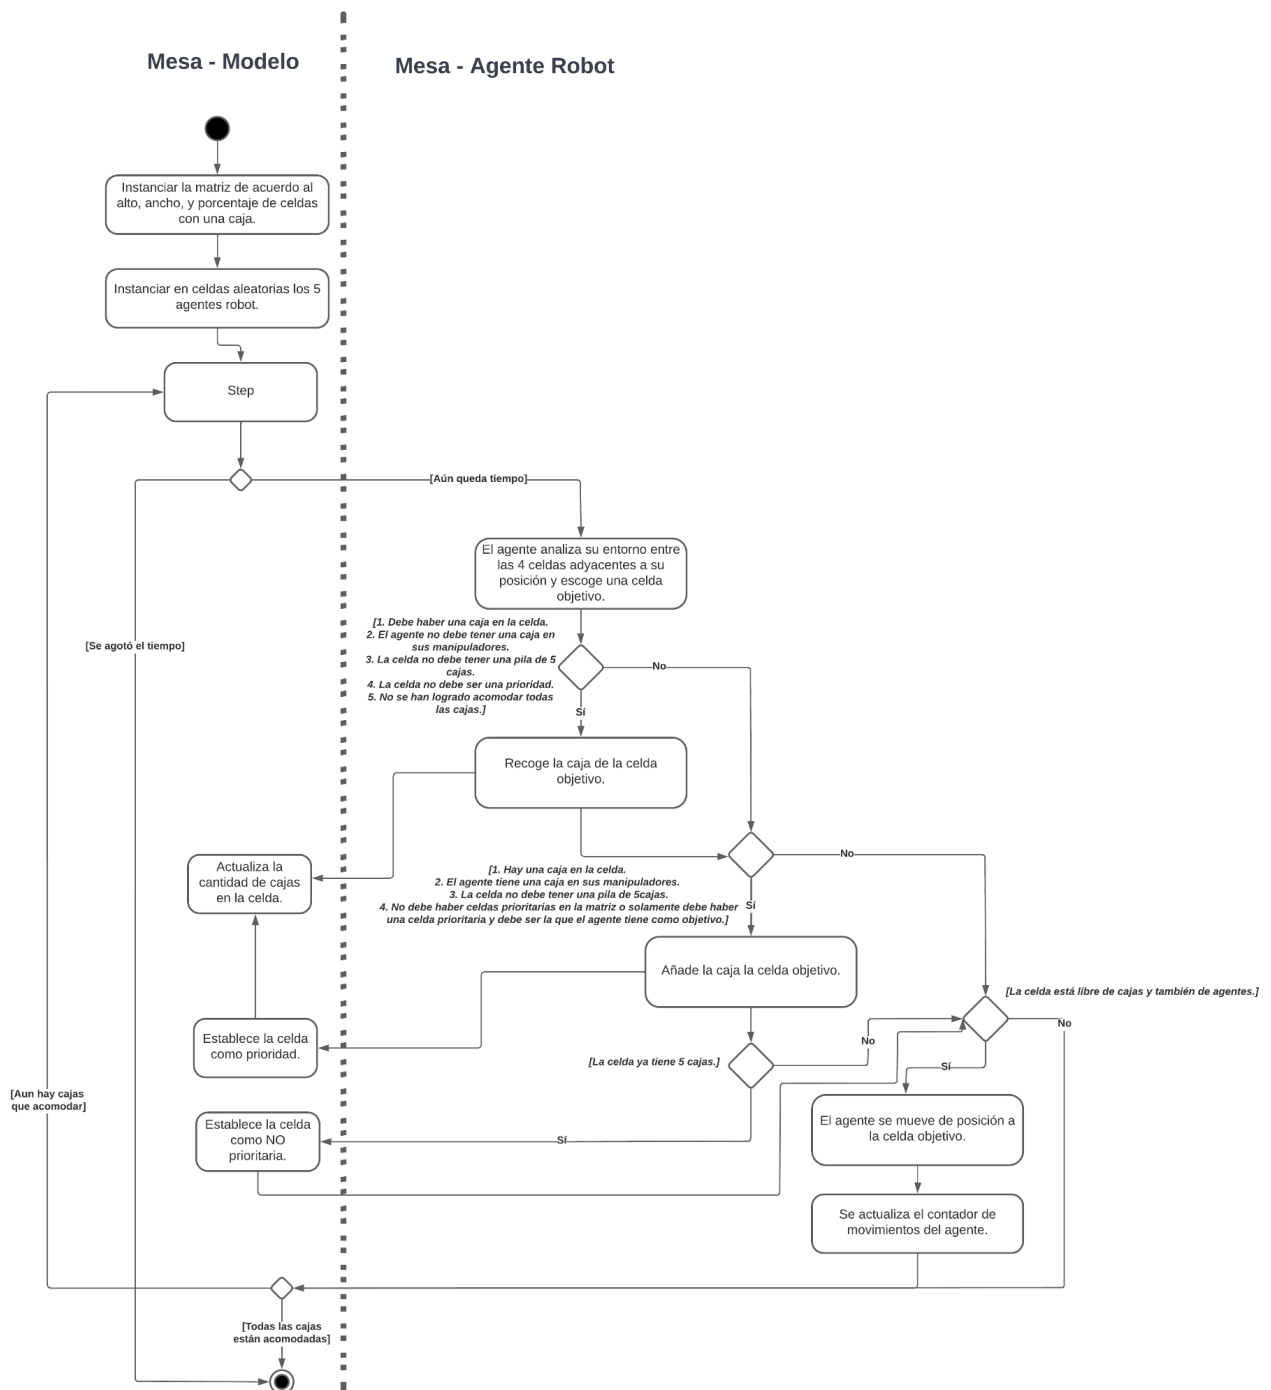 Mesa - Modelo
Mesa - Agente Robot
Instanciar la matriz de acuerdo al
alto, ancho, y porcentaje de celdas
con una caja.
Instanciar en celdas aleatorias los 5
agentes robot.
Step
[Aún queda tiempo]
El agente analiza su entorno entre
las 4 celdas adyacentes a su
posición y escoge una celda
objetivo.
[1. Debe haber una caja en la celda.
2. El agente no debe tener una caja en
sus manipuladores.
3. La celda no debe tener una pila de 5
cajas.
4. La celda no debe ser una prioridad.
5. No se han logrado acomodar todas
las cajas.]
[Se agotó el tiempo]
No
Sí
Recoge la caja de la celda
objetivo.
Actualiza la
cantidad de cajas
en la celda.
No
[1. Hay una caja en la celda.
2. El agente tiene una caja en sus manipuladores.
3. La celda no debe tener una pila de 5cajas.
4. No debe haber celdas prioritarias en la matriz o solamente debe haber
una celda prioritaria y debe ser la que el agente tiene como objetivo.]
Sí
Añade la caja la celda objetivo.
[La celda está libre de cajas y también de agentes.]
No
Establece la celda
como prioridad.
No
[La celda ya tiene 5 cajas.]
Sí
[Aun hay cajas
que acomodar]
Establece la celda
como NO
prioritaria.
Sí
El agente se mueve de posición a
la celda objetivo.
Se actualiza el contador de
movimientos del agente.
[Todas las cajas
están acomodadas]